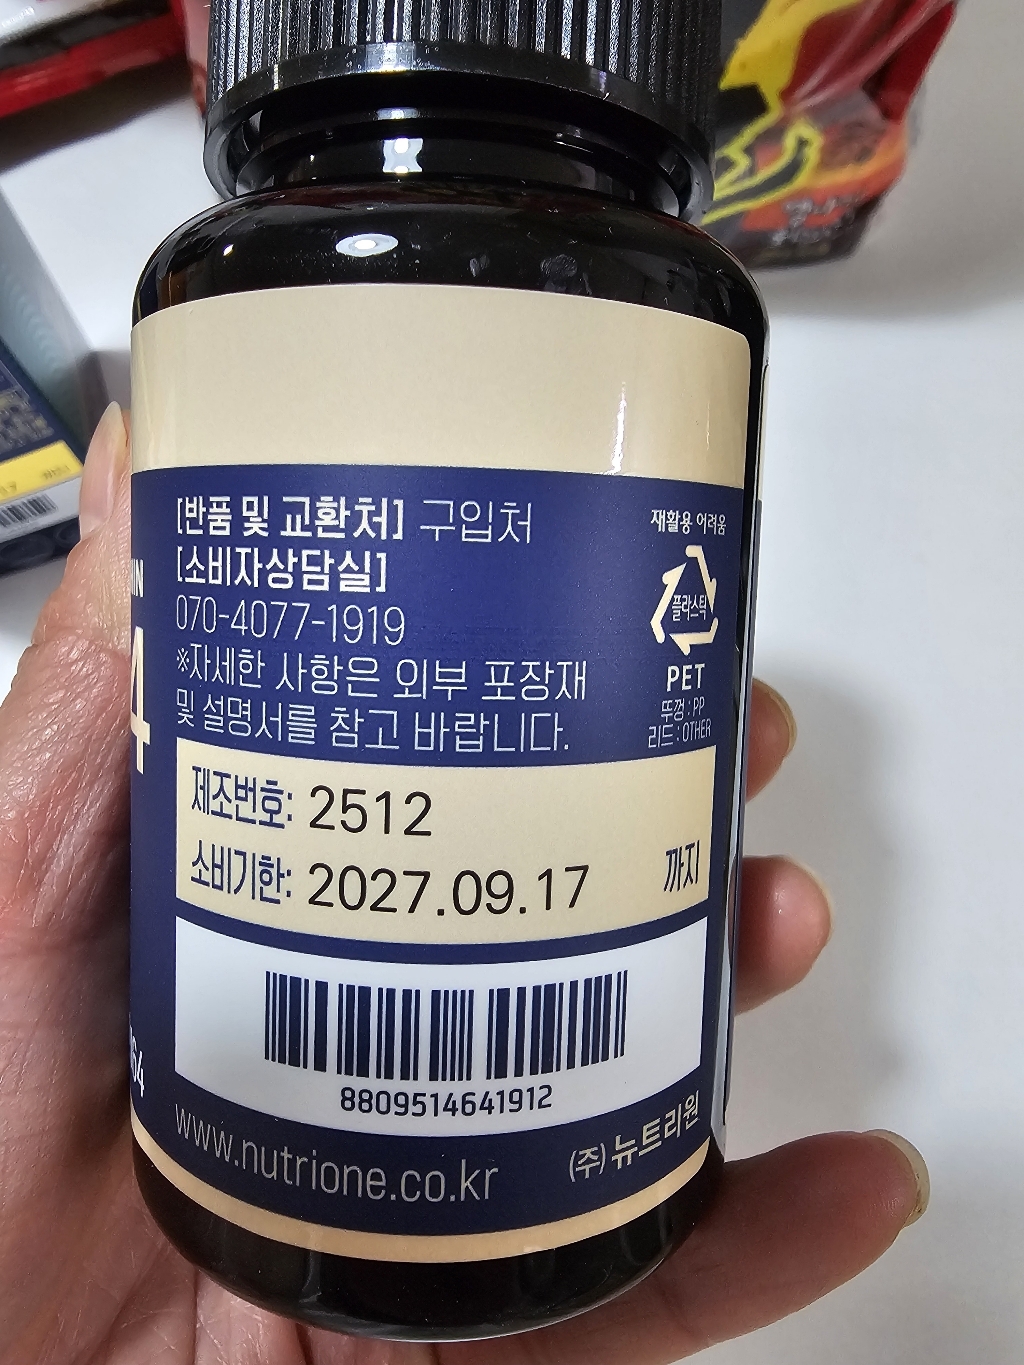 [반품 및 교환처] 구입처
[소비자상담실]
070-4077-1919
※자세한 사항은 외부 포장재
및 설명서를 참고 바랍니다.
재활용 어려움
플라스틱
PET
뚜껑 : PP
리드 : OTHER
제조번호: 2512
소비기한: 2027.09.17 까지
8809514641912
www.nutrione.co.kr (주)뉴트리원
4